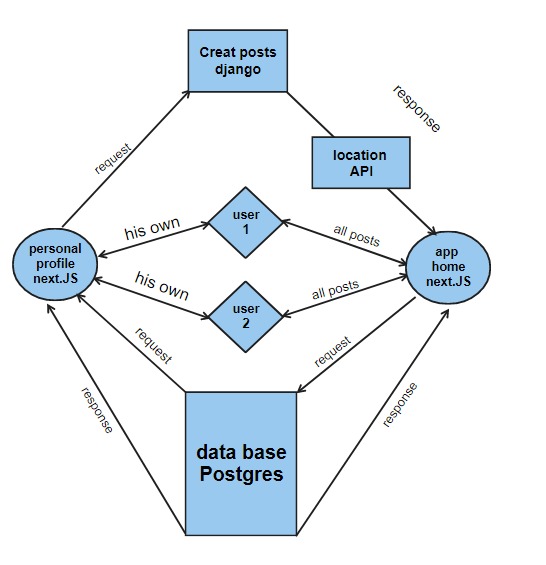 Creat posts
django
response
request
location
API
his own
user
1
all posts
personal
profile
next.JS
app
home
next.JS
his own
user
2
all posts
request
request
response
response
data base
Postgres